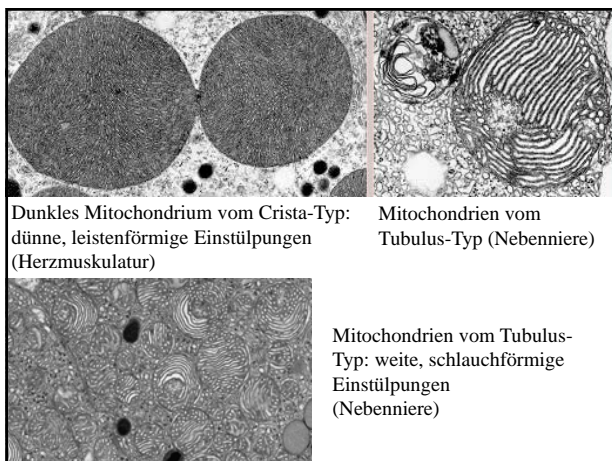 Dunkles Mitochondrium vom Crista-Typ:
dünne, leistenförmige Einstülpungen
(Herzmuskulatur)
Mitochondrien vom
Tubulus-Typ (Nebenniere)
Mitochondrien vom Tubulus-
Typ: weite, schlauchförmige
Einstülpungen
(Nebenniere)